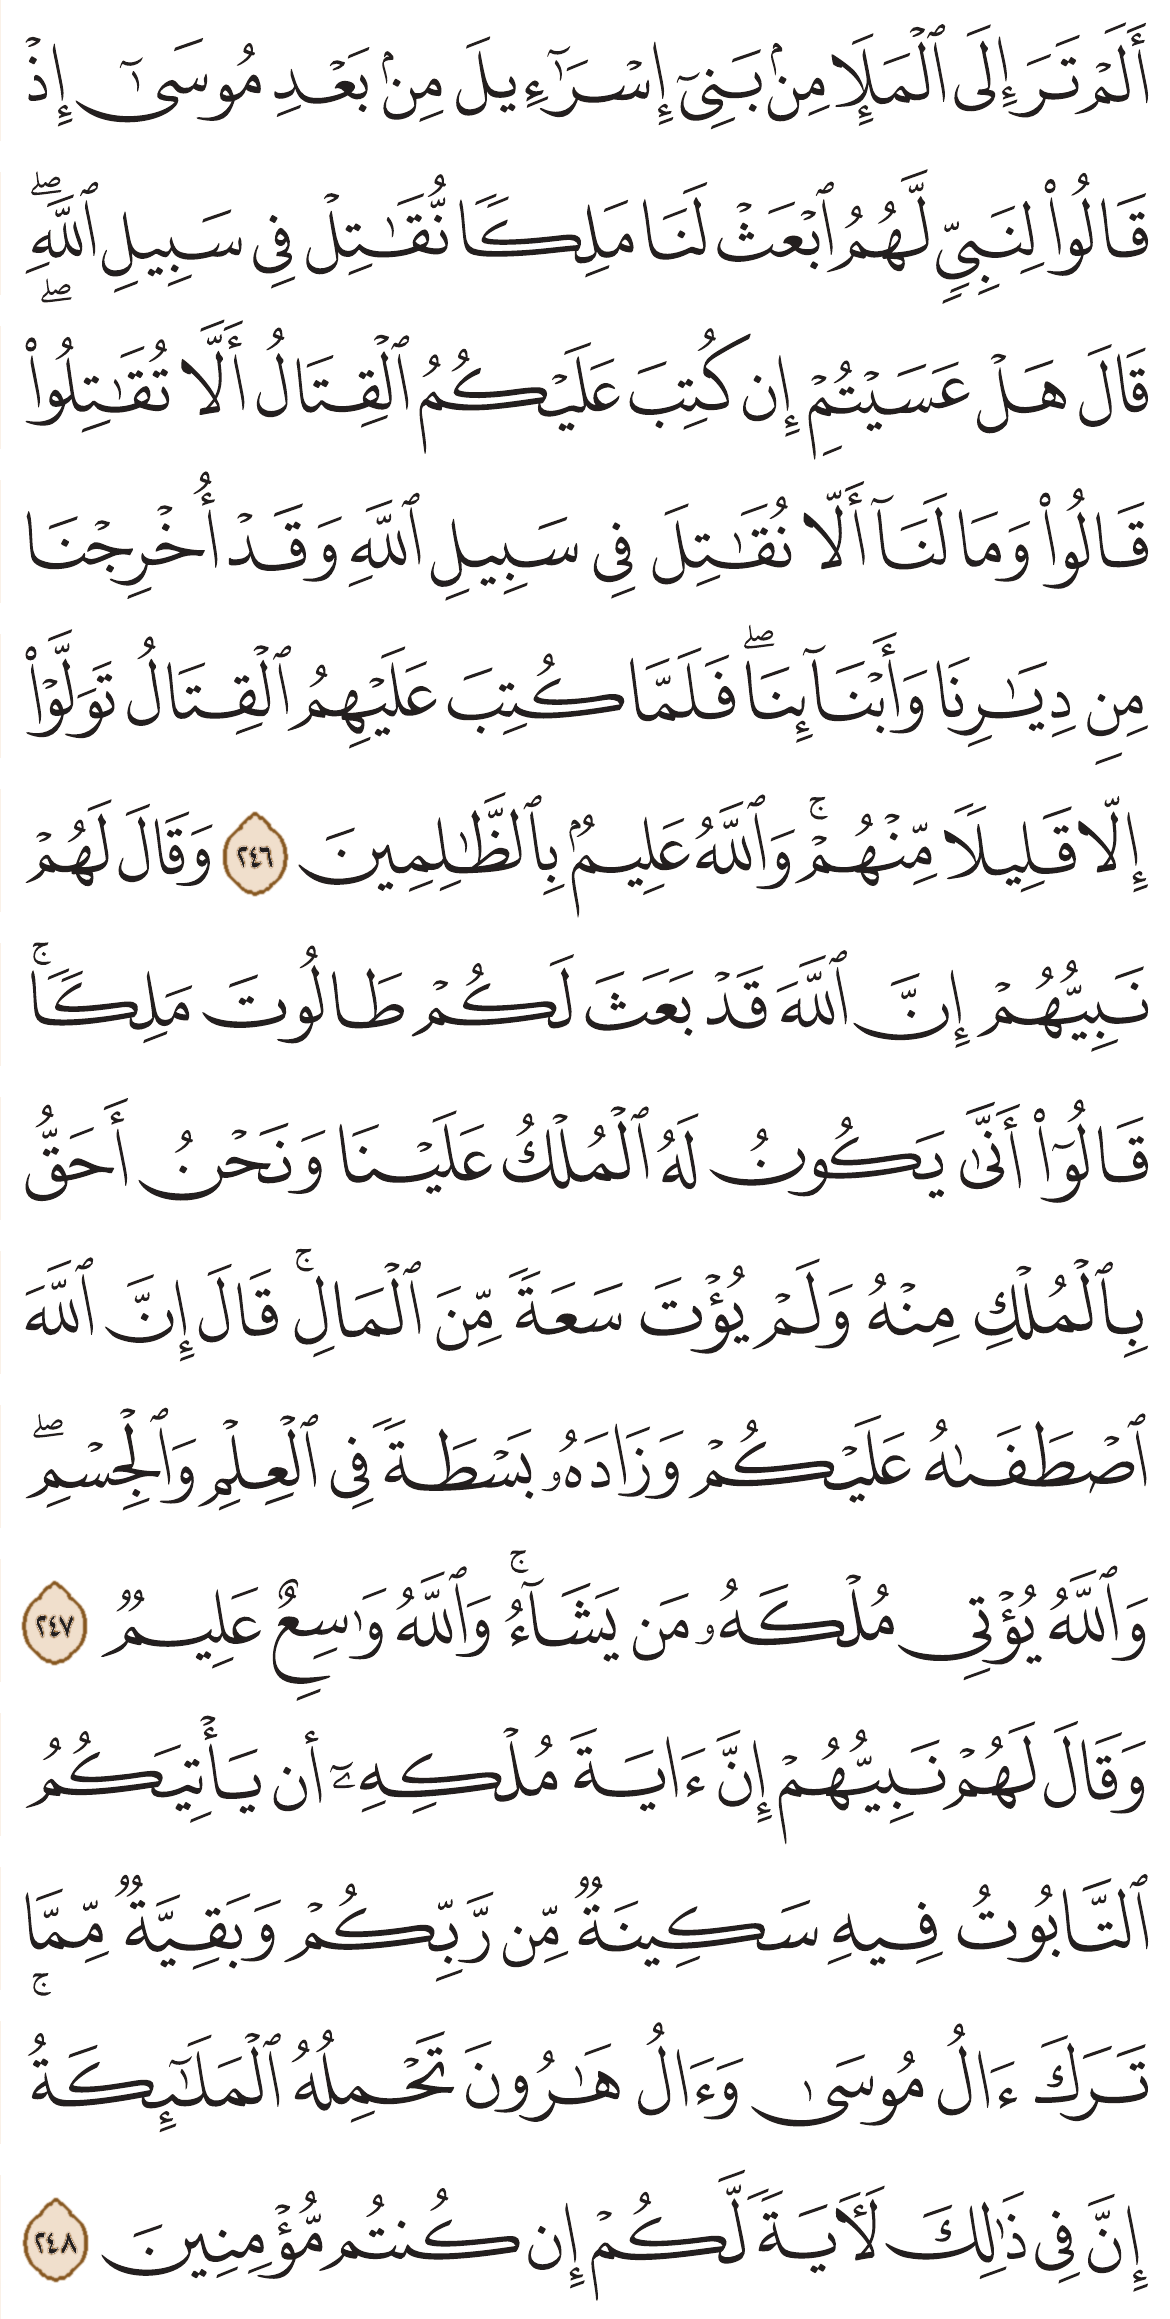 أَلَمْ تَرَ إِلَى ٱلْمَلَإِ مِنۢ بَنِىٓ إِسْرَٰٓءِيلَ مِنۢ بَعْدِ مُوسَىٰٓ إِذْ
قَالُوا۟ لِنَبِىٍّ لَّهُمُ ٱبْعَثْ لَنَا مَلِكًا نُّقَٰتِلْ فِى سَبِيلِ ٱللَّهِ ۖ
قَالَ هَلْ عَسَيْتُمْ إِن كُتِبَ عَلَيْكُمُ ٱلْقِتَالُ أَلَّا تُقَٰتِلُوا۟ ۖ
قَالُوا۟ وَمَا لَنَآ أَلَّا نُقَٰتِلَ فِى سَبِيلِ ٱللَّهِ وَقَدْ أُخْرِجْنَا
مِن دِيَٰرِنَا وَأَبْنَآئِنَا ۖ فَلَمَّا كُتِبَ عَلَيْهِمُ ٱلْقِتَالُ تَوَلَّوْا۟
إِلَّا قَلِيلًا مِّنْهُمْ ۚ وَٱللَّهُ عَلِيمٌۢ بِٱلظَّٰلِمِينَ ٢٤٦ وَقَالَ لَهُمْ
نَبِيُّهُمْ إِنَّ ٱللَّهَ قَدْ بَعَثَ لَكُمْ طَالُوتَ مَلِكًا ۚ
قَالُوٓا۟ أَنَّىٰ يَكُونُ لَهُ ٱلْمُلْكُ عَلَيْنَا وَنَحْنُ أَحَقُّ
بِٱلْمُلْكِ مِنْهُ وَلَمْ يُؤْتَ سَعَةً مِّنَ ٱلْمَالِ ۚ قَالَ إِنَّ ٱللَّهَ
ٱصْطَفَىٰهُ عَلَيْكُمْ وَزَادَهُۥ بَسْطَةً فِى ٱلْعِلْمِ وَٱلْجِسْمِ ۖ
وَٱللَّهُ يُؤْتِى مُلْكَهُۥ مَن يَشَآءُ ۚ وَٱللَّهُ وَٰسِعٌ عَلِيمٌ ٢٤٧
وَقَالَ لَهُمْ نَبِيُّهُمْ إِنَّ ءَايَةَ مُلْكِهِۦٓ أَن يَأْتِيَكُمُ
ٱلتَّابُوتُ فِيهِ سَكِينَةٌ مِّن رَّبِّكُمْ وَبَقِيَّةٌ مِّمَّا
تَرَكَ ءَالُ مُوسَىٰ وَءَالُ هَٰرُونَ تَحْمِلُهُ ٱلْمَلَٰٓئِكَةُ ۚ
إِنَّ فِى ذَٰلِكَ لَـَٔايَةً لَّكُمْ إِن كُنتُم مُّؤْمِنِينَ ٢٤٨